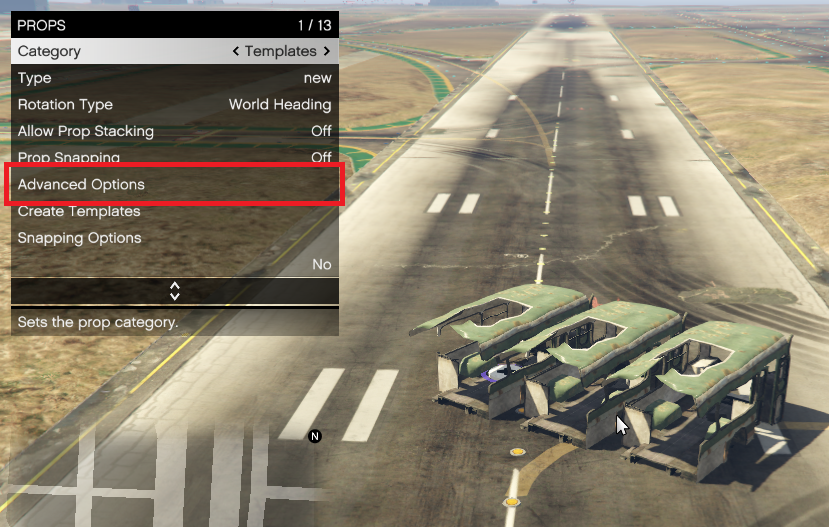 PROPS 1 / 13
Category < Templates >
Type new
Rotation Type World Heading
Allow Prop Stacking Off
Prop Snapping Off
Advanced Options
Create Templates
Snapping Options
No
Sets the prop category.
N